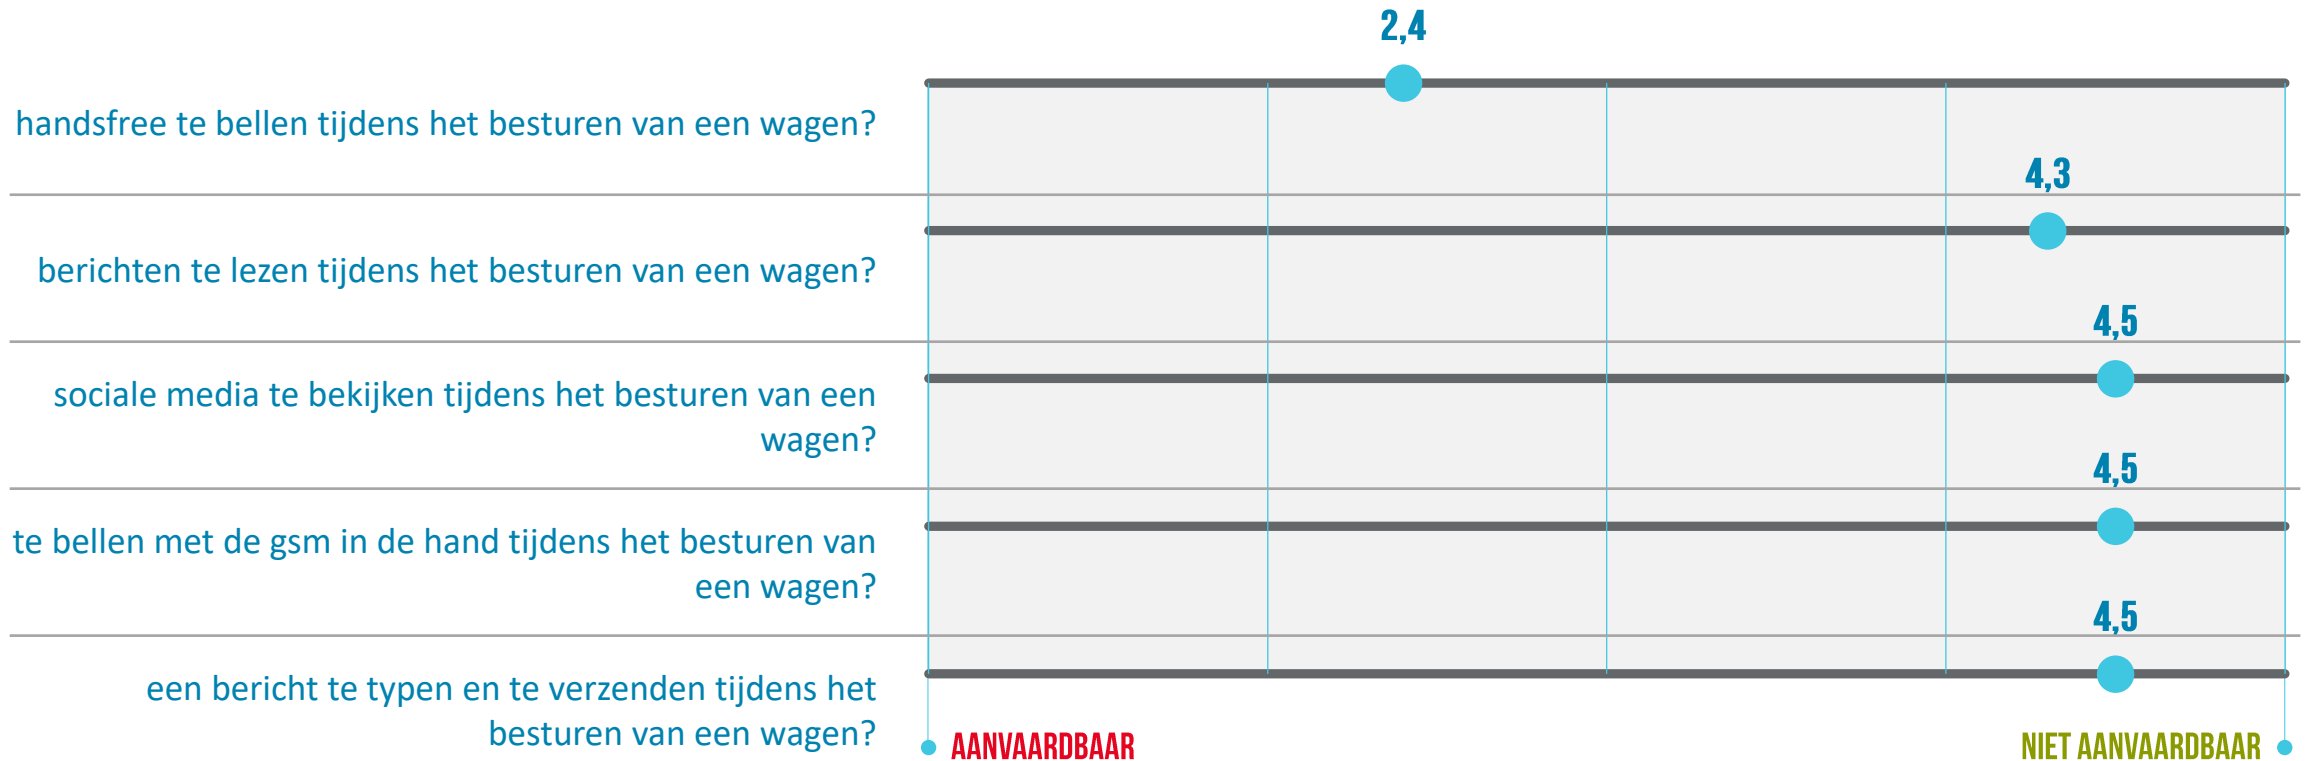 2,4
handsfree te bellen tijdens het besturen van een wagen?
4,3
berichten te lezen tijdens het besturen van een wagen?
4,5
sociale media te bekijken tijdens het besturen van een
wagen?
4,5
te bellen met de gsm in de hand tijdens het besturen van
een wagen?
4,5
een bericht te typen en te verzenden tijdens het
besturen van een wagen?
AANVAARDBAAR
NIET AANVAARDBAAR